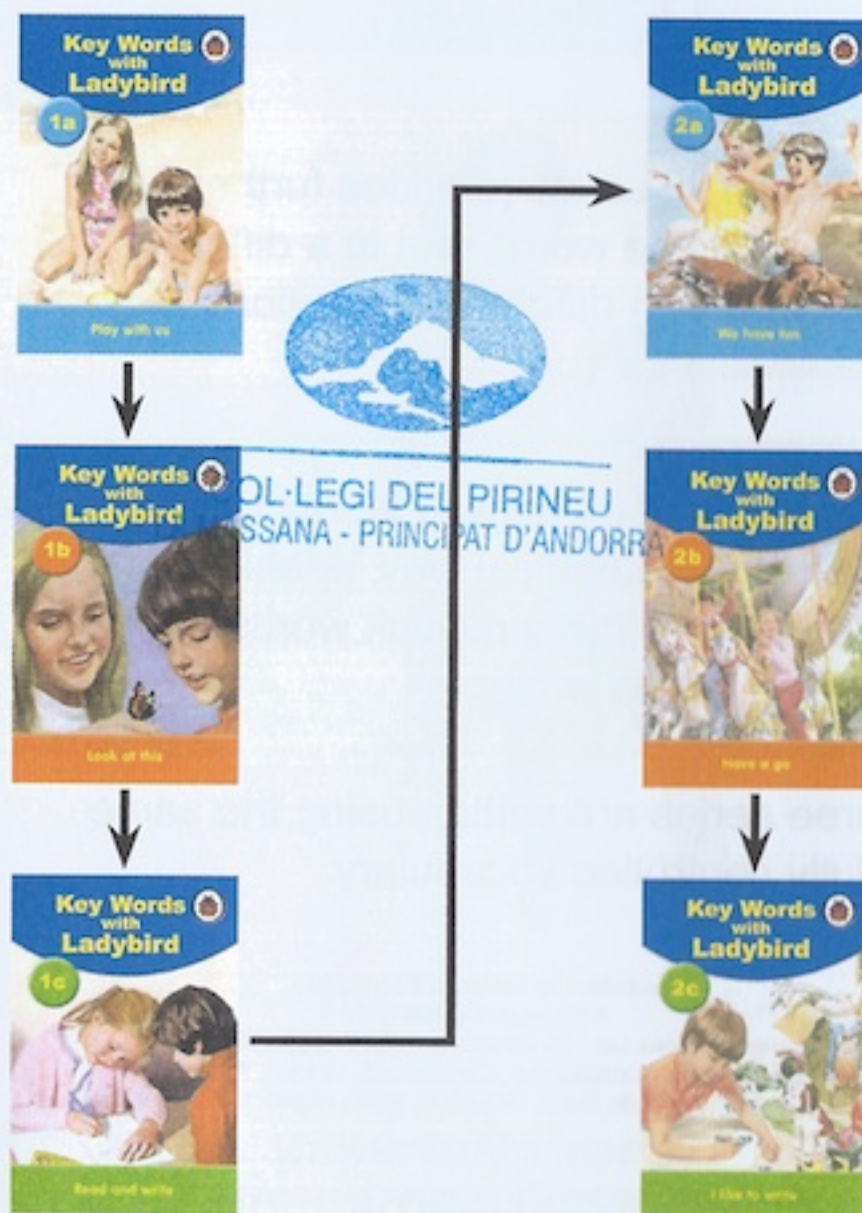 Key Words
with
Ladybird
1a
Play with us
Key Words
with
Ladybird
1b
Look at this
Key Words
with
Ladybird
1c
Read and write
Key Words
with
Ladybird
2a
We have fun
Key Words
with
Ladybird
2b
Have a go
Key Words
with
Ladybird
2c
I like to write
OL·LEGI DEL PIRINEU
MASSANA - PRINCIPAT D'ANDORRA